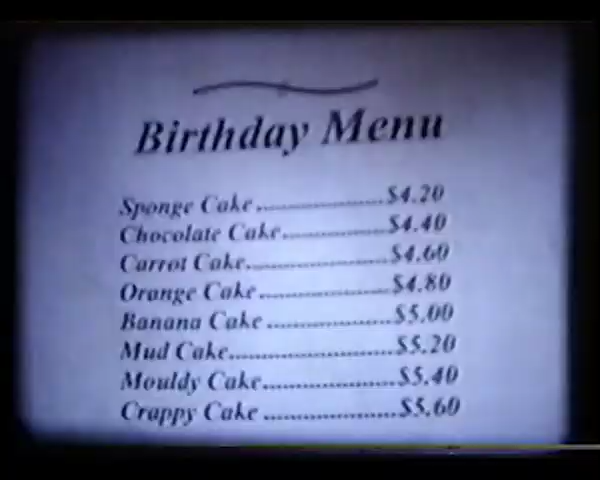 Birthday Menu
Sponge Cake....................$4.20
Chocolate Cake.................$4.40
Carrot Cake......................$4.60
Orange Cake....................$4.80
Banana Cake...................$5.00
Mud Cake.........................$5.20
Mouldy Cake....................$5.40
Crappy Cake....................$5.60